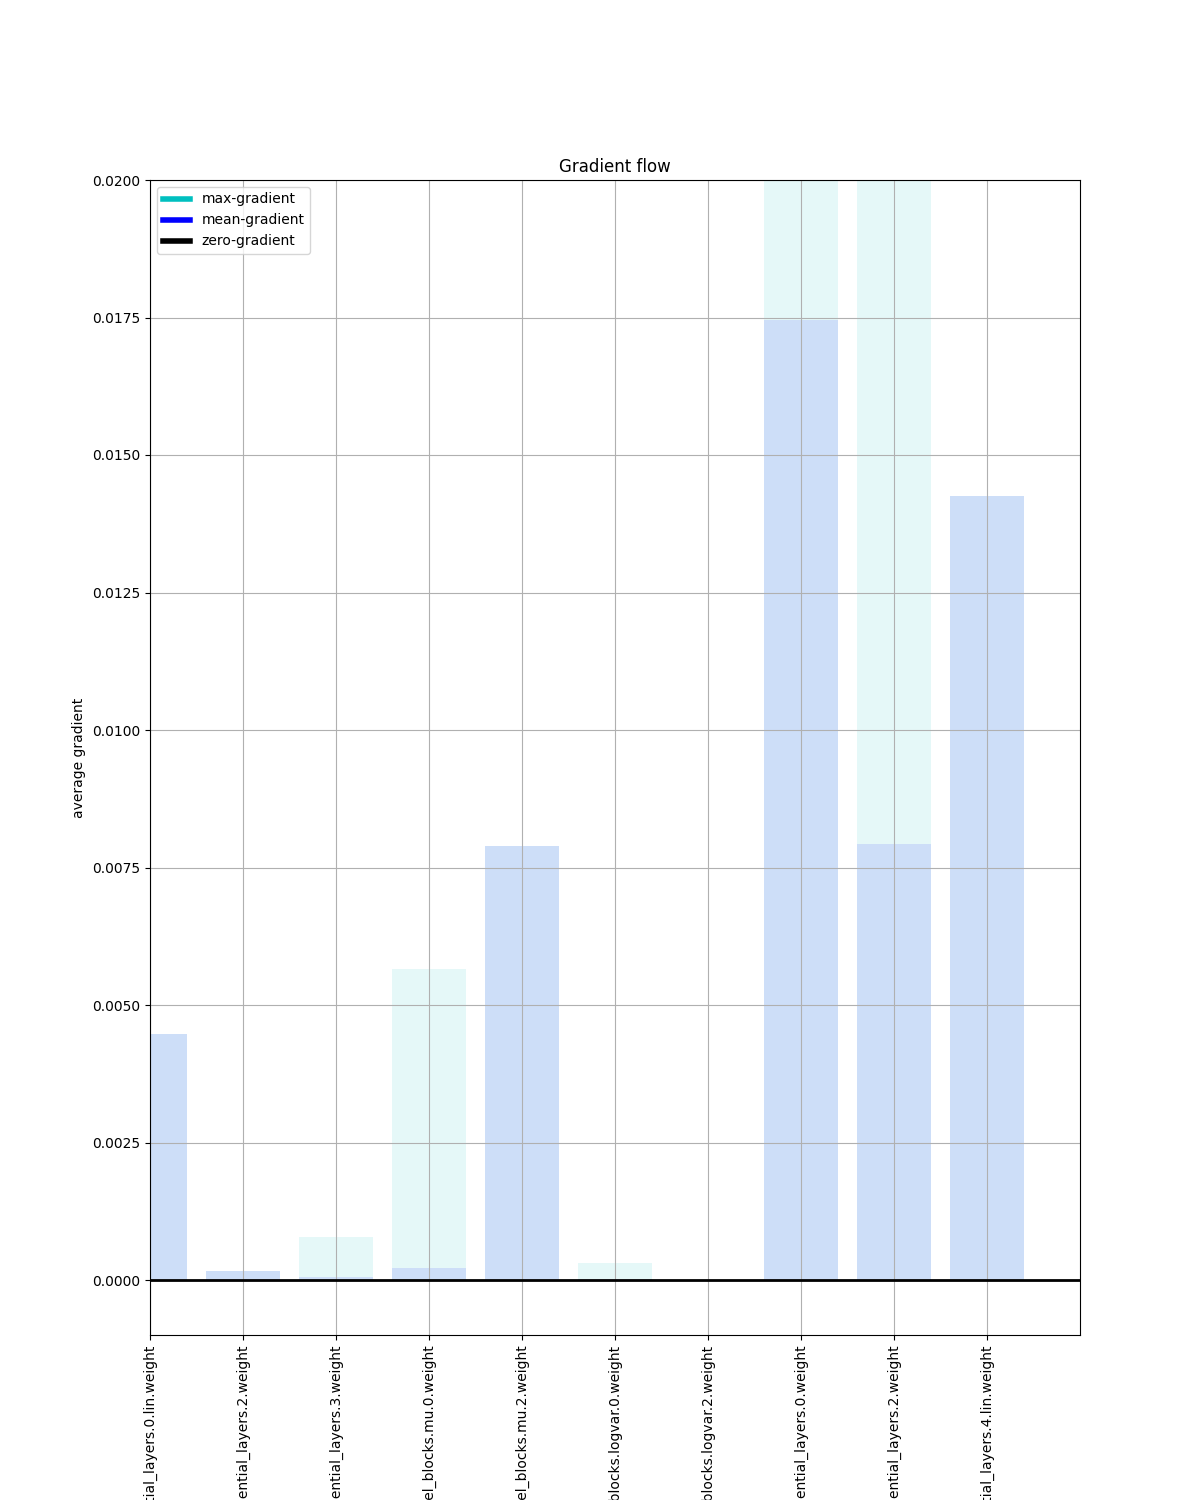 Gradient flow
max-gradient
mean-gradient
zero-gradient
0.0200
0.0175
0.0150
0.0125
0.0100
0.0075
0.0050
0.0025
0.0000
average gradient
tial_layers.0.lin.weight
ential_layers.2.weight
ential_layers.3.weight
el_blocks.mu.0.weight
el_blocks.mu.2.weight
blocks.logvar.0.weight
blocks.logvar.2.weight
ential_layers.0.weight
ential_layers.2.weight
tial_layers.4.lin.weight